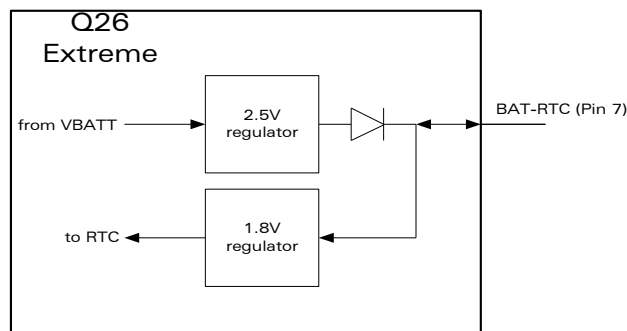 Q26
Extreme
2.5V
regulator
from VBATT
BAT-RTC (Pin 7)
1.8V
regulator
to RTC